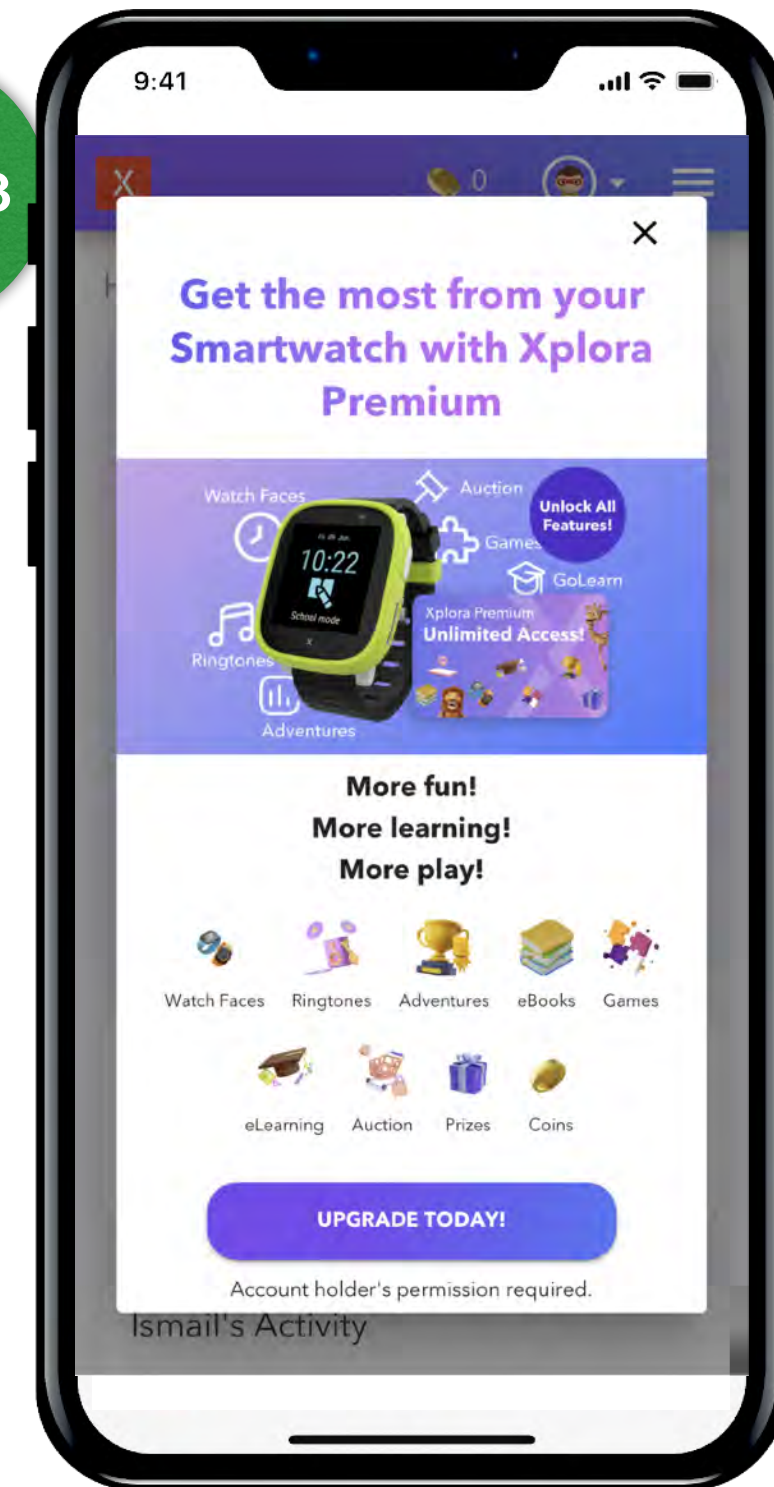 9:41
3
X
0
Get the most from your
Smartwatch with Xplora
Premium
Watch Faces
Auction
Unlock All
Features!
Games
GoLearn
10:22
School mode
X
Xplora Premium
Unlimited Access!
Ringtones
Adventures
More fun!
More learning!
More play!
Watch Faces Ringtones Adventures eBooks Games
eLearning Auction Prizes Coins
UPGRADE TODAY!
Account holder's permission required.
Ismail's Activity